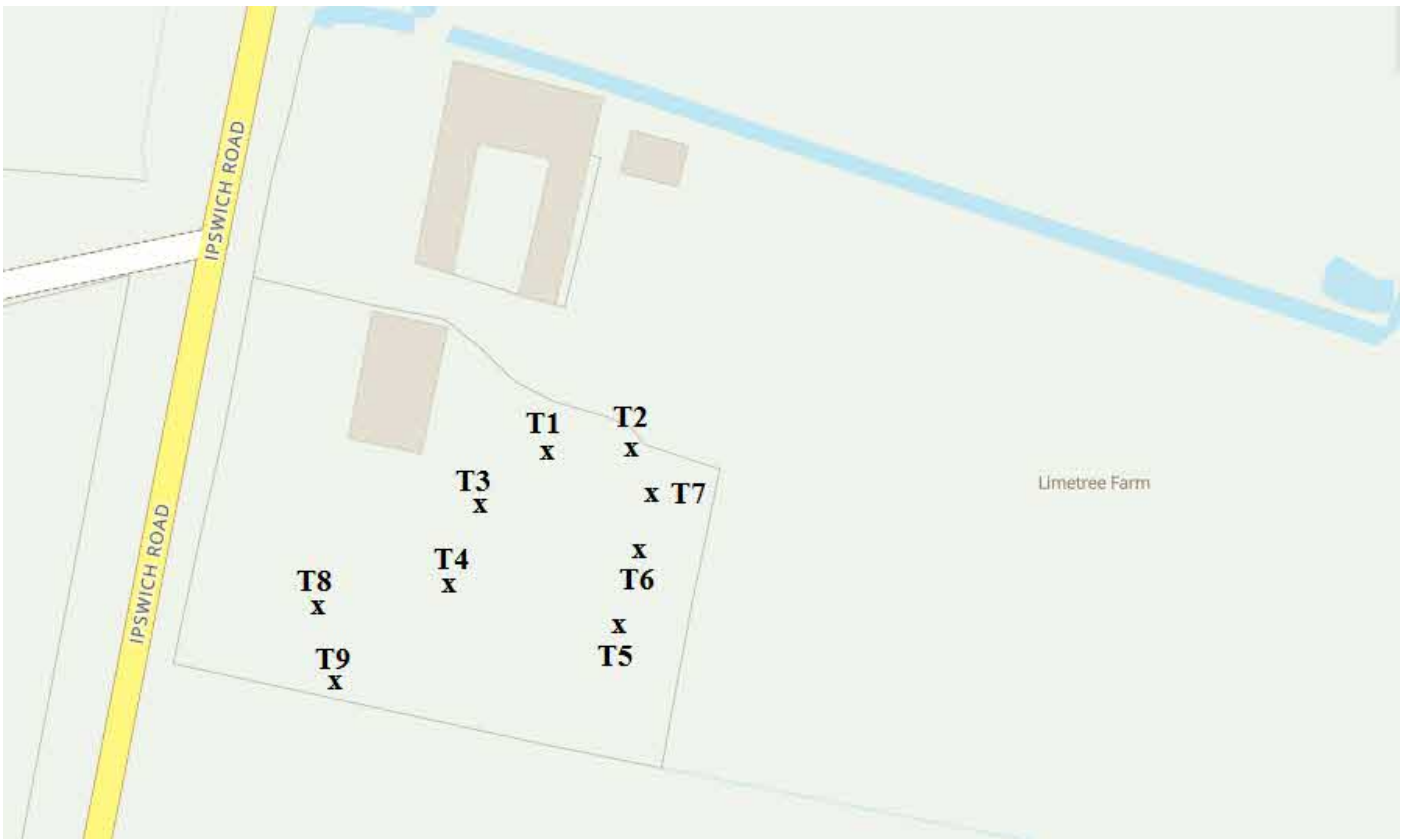 IPSWICH ROAD
T1
x
T2
x
T3
x
x T7
Limetree Farm
T4
x
x
T6
T8
x
x
T5
IPSWICH ROAD
T9
x